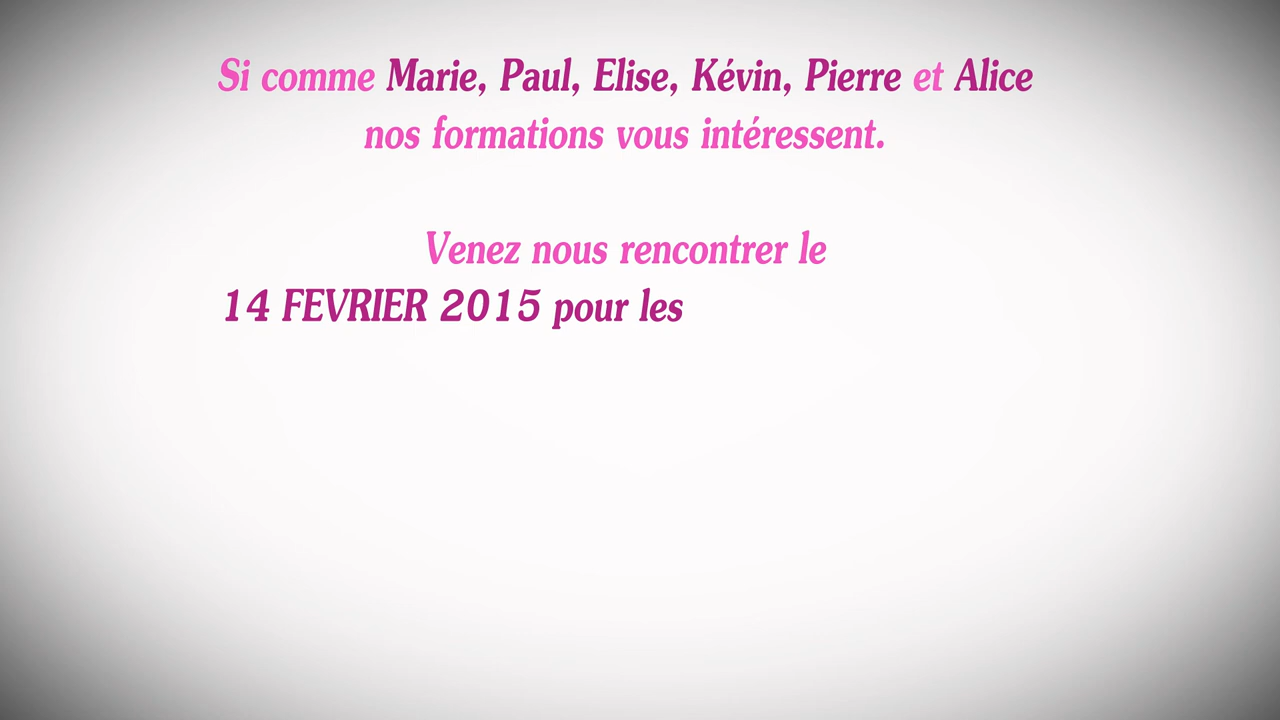 Si comme Marie, Paul, Elise, Kévin, Pierre et Alice
nos formations vous intéressent.
Venez nous rencontrer le
14 FEVRIER 2015 pour les